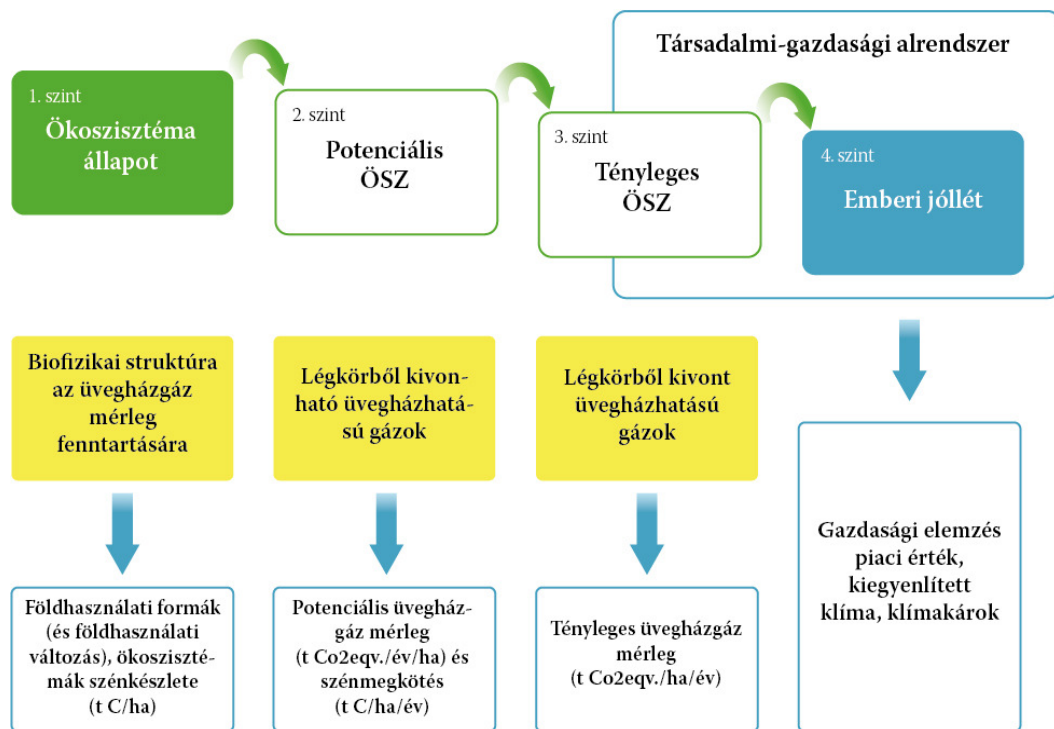 Társadalmi-gazdasági alrendszer
1. szint
Ökoszisztéma
állapot
2. szint
Potenciális
ÖSZ
3. szint
Tényleges
ÖSZ
4. szint
Emberi jóllét
Biofizikai struktúra
az üvegházgáz
mérleg
fenntartására
Légkörből kivon-
ható üvegházhatá-
sú gázok
Légkörből kivont
üvegházhatású
gázok
Földhasználati formák
(és földhasználati
változás), ökosziszté-
mák szénkészlete
(t C/ha)
Potenciális üvegház-
gáz mérleg
(t Co2eqv./év/ha) és
szénmegkötés
(t C/ha/év)
Tényleges üvegházgáz
mérleg
(t Co2eqv./ha/év)
Gazdasági elemzés
piaci érték,
kiegyenlített
klíma, klímakárok